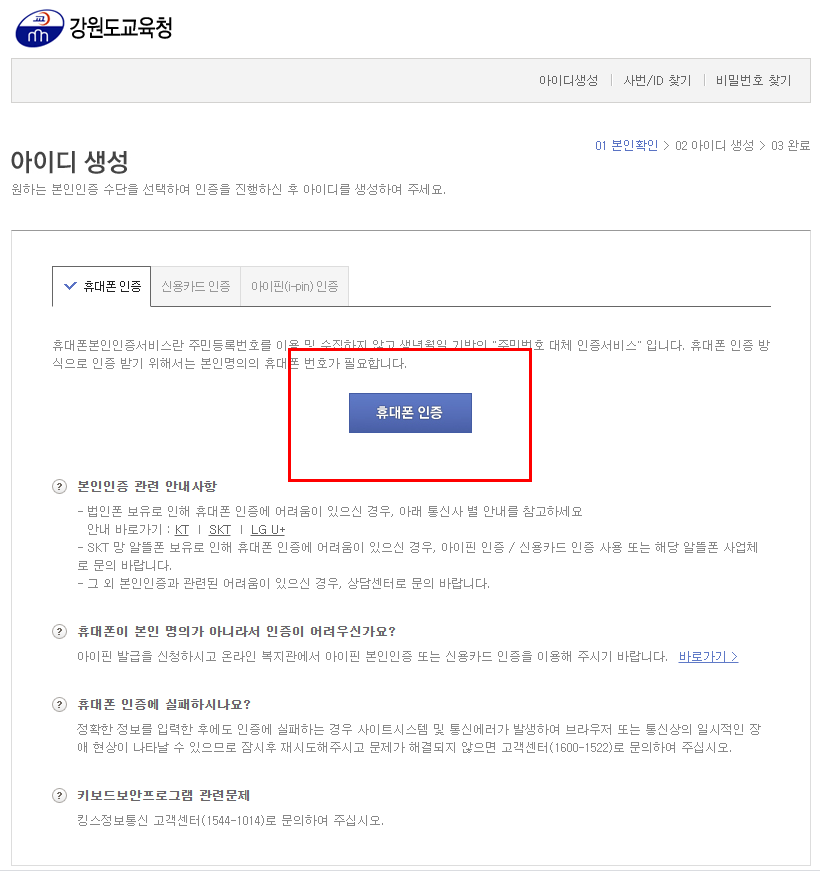 강원도교육청
아이디생성 | 사번/ID 찾기 | 비밀번호 찾기
01 본인확인 > 02 아이디 생성 > 03 완료
아이디 생성
원하는 본인인증 수단을 선택하여 인증을 진행하신 후 아이디를 생성하여 주세요.
휴대폰 인증 신용카드 인증 아이핀(i-pin) 인증
휴대폰본인인증서비스란 주민등록번호를 이용 및 수집하지 않고 생년월일 기반의 "주민번호 대체 인증서비스" 입니다. 휴대폰 인증 방
식으로 인증 받기 위해서는 본인명의의 휴대폰 번호가 필요합니다.
휴대폰 인증
? 본인인증 관련 안내사항
- 법인폰 보유로 인해 휴대폰 인증에 어려움이 있으신 경우, 아래 통신사 별 안내를 참고하세요
안내 바로가기 : KT | SKT | LG U+
- SKT 망 알뜰폰 보유로 인해 휴대폰 인증에 어려움이 있으신 경우, 아이핀 인증 / 신용카드 인증 사용 또는 해당 알뜰폰 사업체
로 문의 바랍니다.
- 그 외 본인인증과 관련된 어려움이 있으신 경우, 상담센터로 문의 바랍니다.
? 휴대폰이 본인 명의가 아니라서 인증이 어려우신가요?
아이핀 발급을 신청하시고 온라인 복지관에서 아이핀 본인인증 또는 신용카드 인증을 이용해 주시기 바랍니다. 바로가기 >
? 휴대폰 인증에 실패하시나요?
정확한 정보를 입력한 후에도 인증에 실패하는 경우 사이트시스템 및 통신에러가 발생하여 브라우저 또는 통신상의 일시적인 장
애 현상이 나타날 수 있으므로 잠시후 재시도해주시고 문제가 해결되지 않으면 고객센터(1600-1522)로 문의하여 주십시오.
? 키보드보안프로그램 관련문제
킹스정보통신 고객센터(1544-1014)로 문의하여 주십시오.